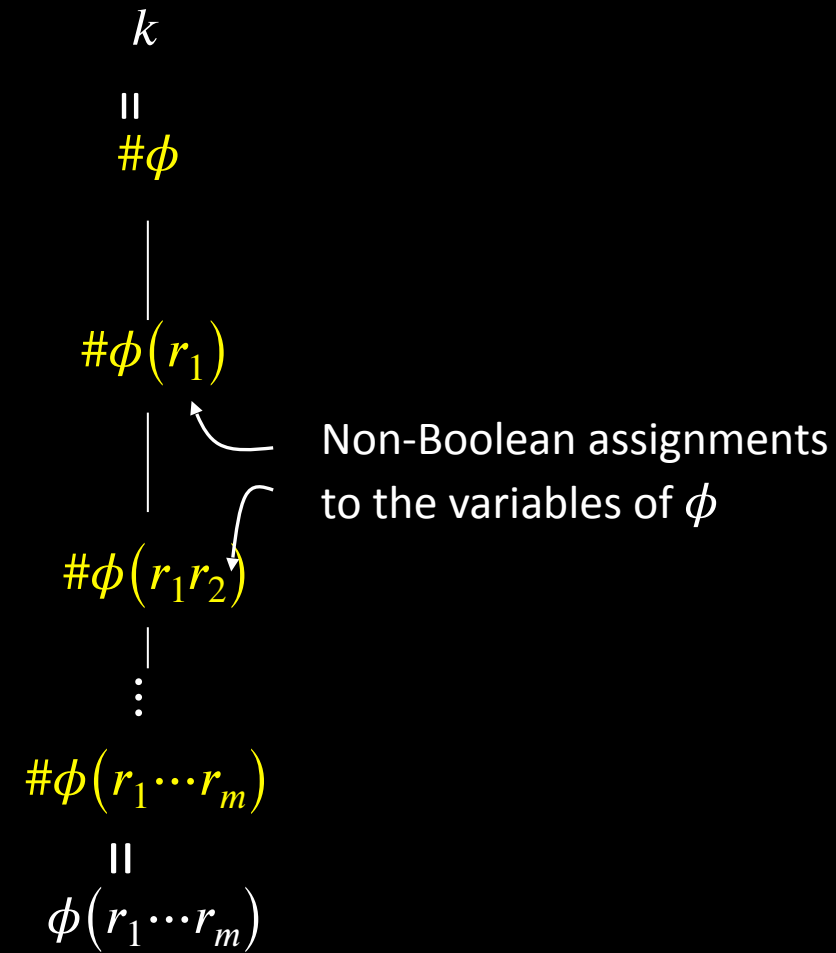 k
=
#ϕ
#ϕ(r₁)
Non-Boolean assignments
to the variables of ϕ
#ϕ(r₁r₂)
⋮
#ϕ(r₁⋯rₘ)
=
ϕ(r₁⋯rₘ)